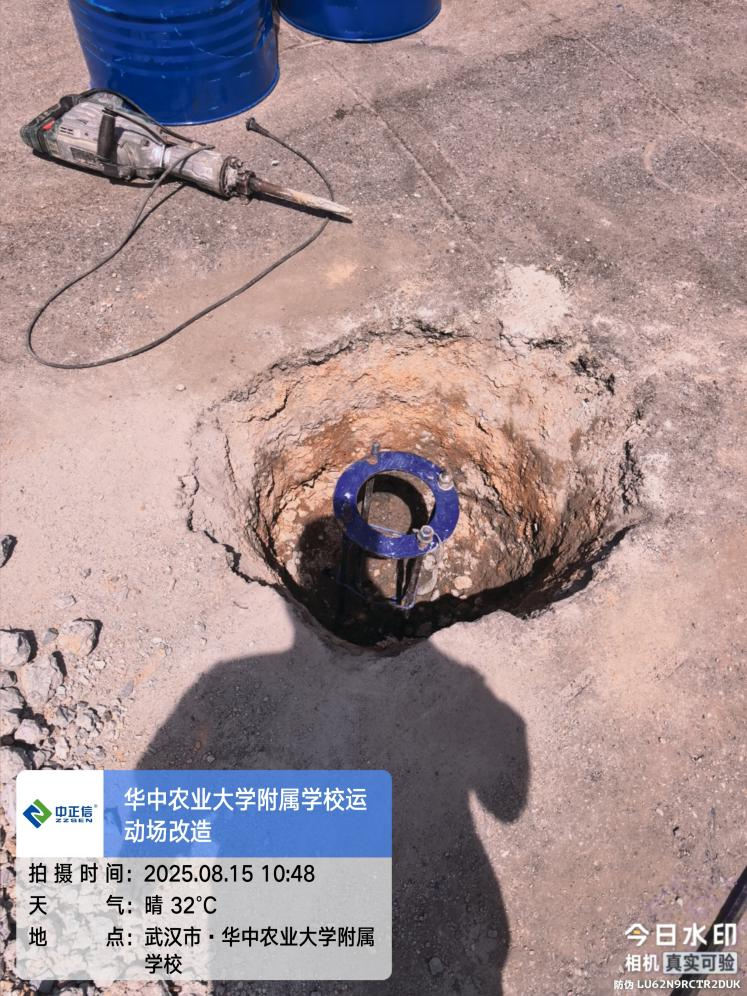 中正信®
ZZSEN
华中农业大学附属学校运
动场改造
拍摄时间：2025.08.15 10:48
天气：晴 32℃
地点：武汉市·华中农业大学附属
学校
今日水印
相机 真实可验
防伪 LU62N9RCTR2DUK